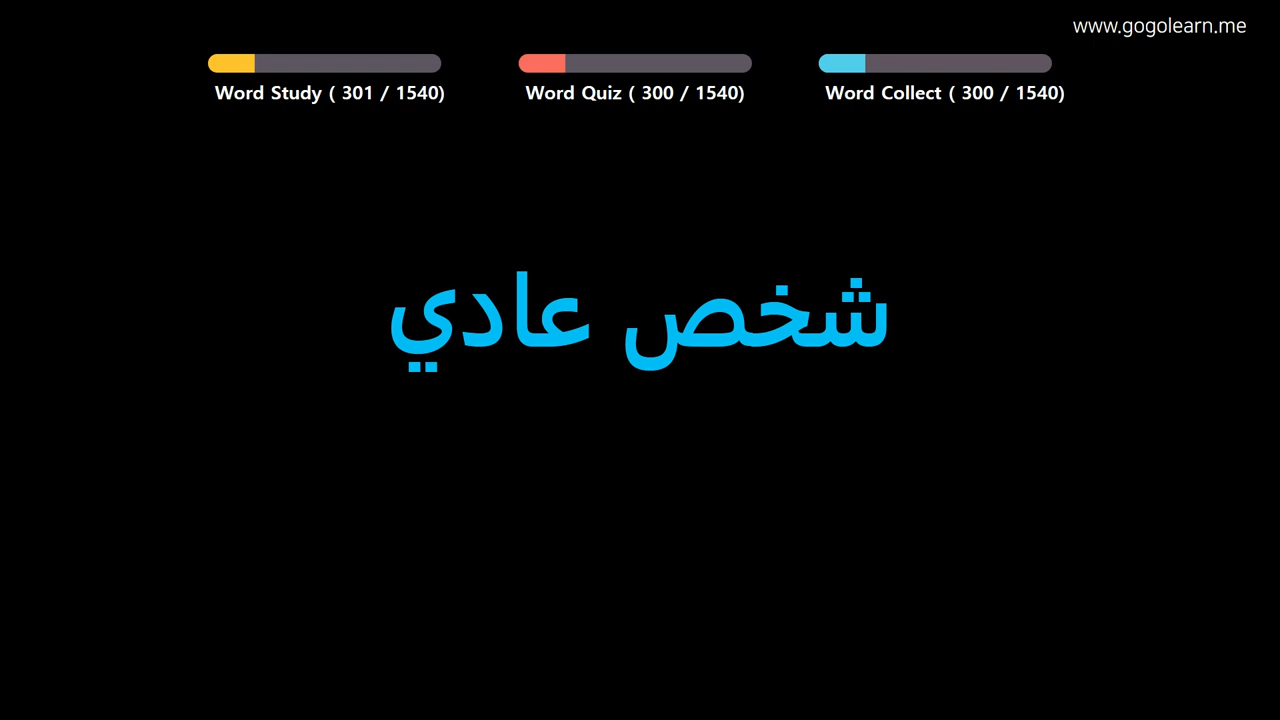 www.gogolearn.me
Word Study ( 301 / 1540)
Word Quiz ( 300 / 1540)
Word Collect ( 300 / 1540)
شخص عادي